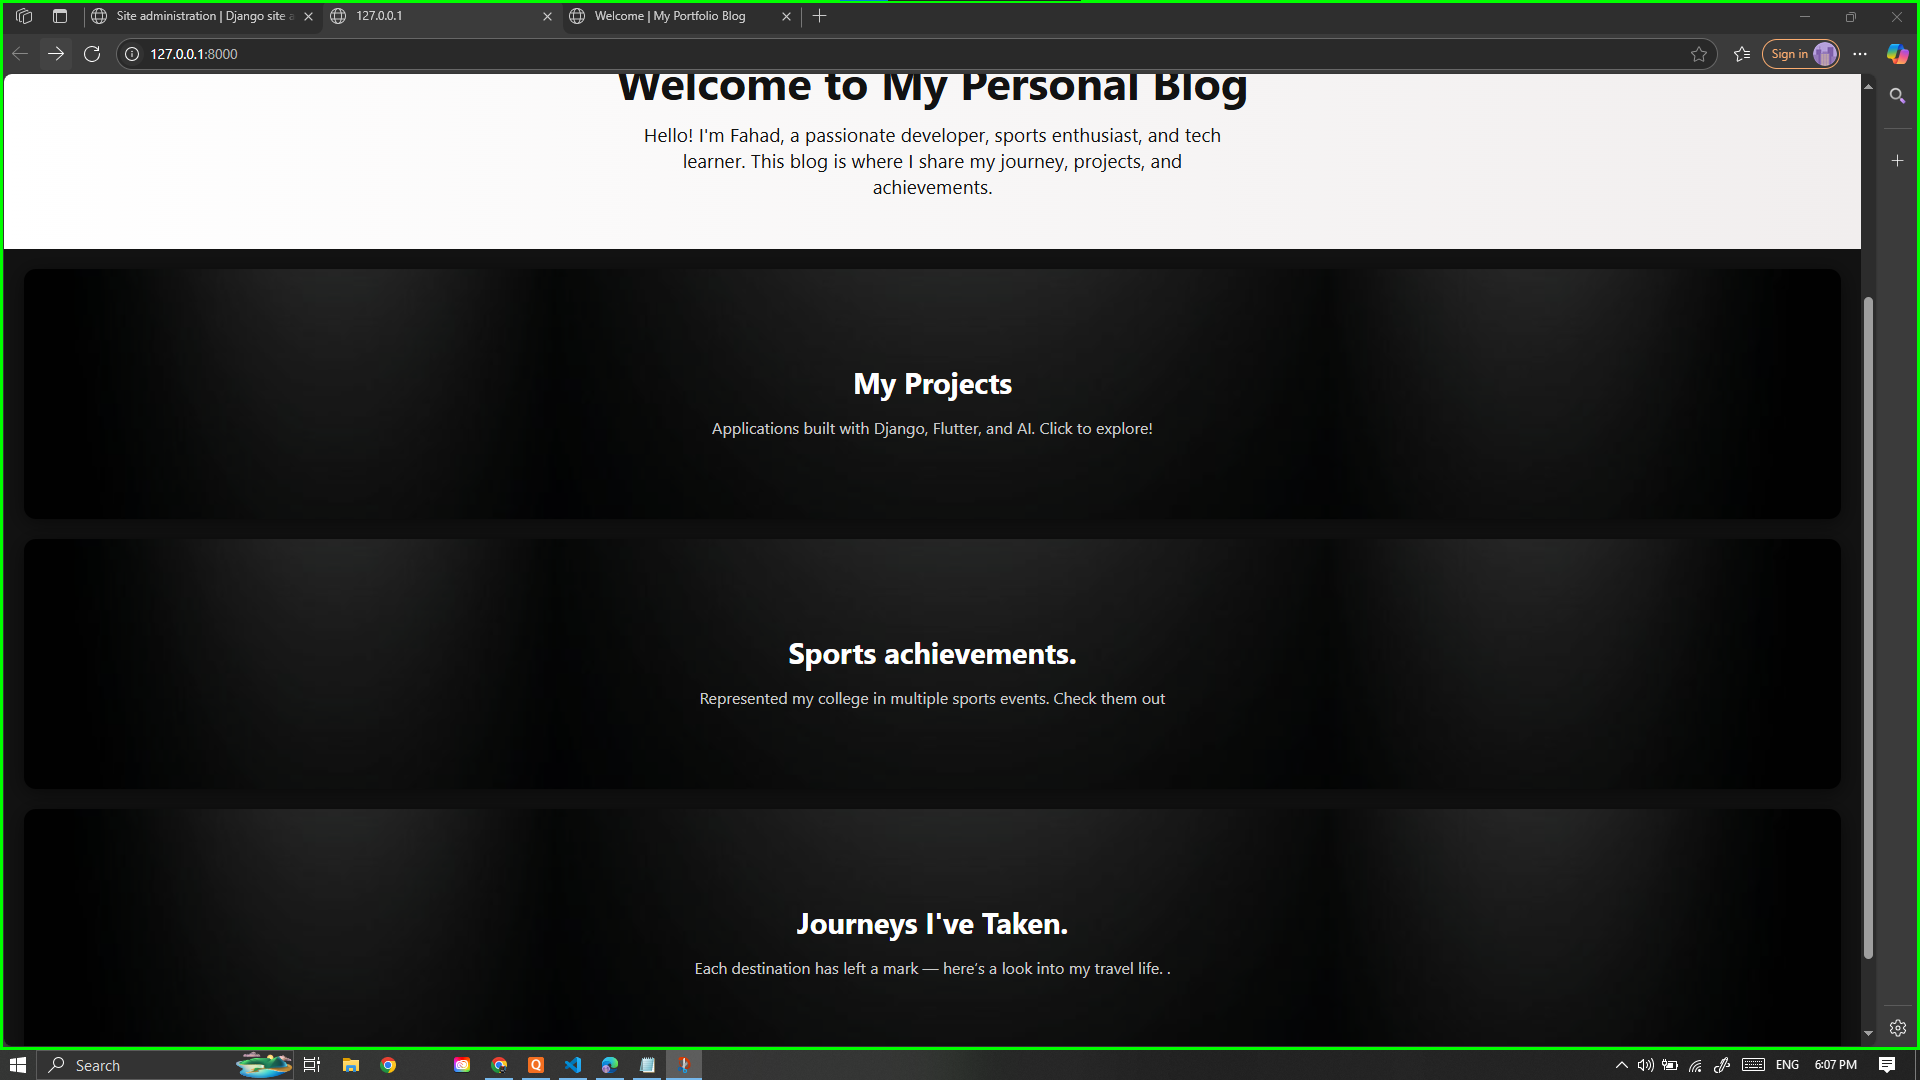 Site administration | Django site a
127.0.0.1
Welcome | My Portfolio Blog
127.0.0.1:8000
Sign in
Welcome to My Personal Blog
Hello! I'm Fahad, a passionate developer, sports enthusiast, and tech
learner. This blog is where I share my journey, projects, and
achievements.
My Projects
Applications built with Django, Flutter, and AI. Click to explore!
Sports achievements.
Represented my college in multiple sports events. Check them out
Journeys I've Taken.
Each destination has left a mark — here's a look into my travel life. .
Search
ENG
6:07 PM